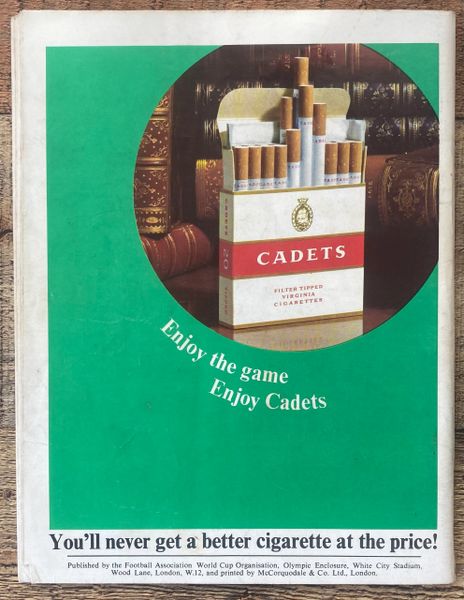 CADETS
FILTER TIPPED
VIRGINIA
CIGARETTES
20
Enjoy the game
Enjoy Cadets
You'll never get a better cigarette at the price!
Published by the Football Association World Cup Organisation, Olympic Enclosure, White City Stadium,
Wood Lane, London, W.12, and printed by McCorquodale & Co. Ltd., London.